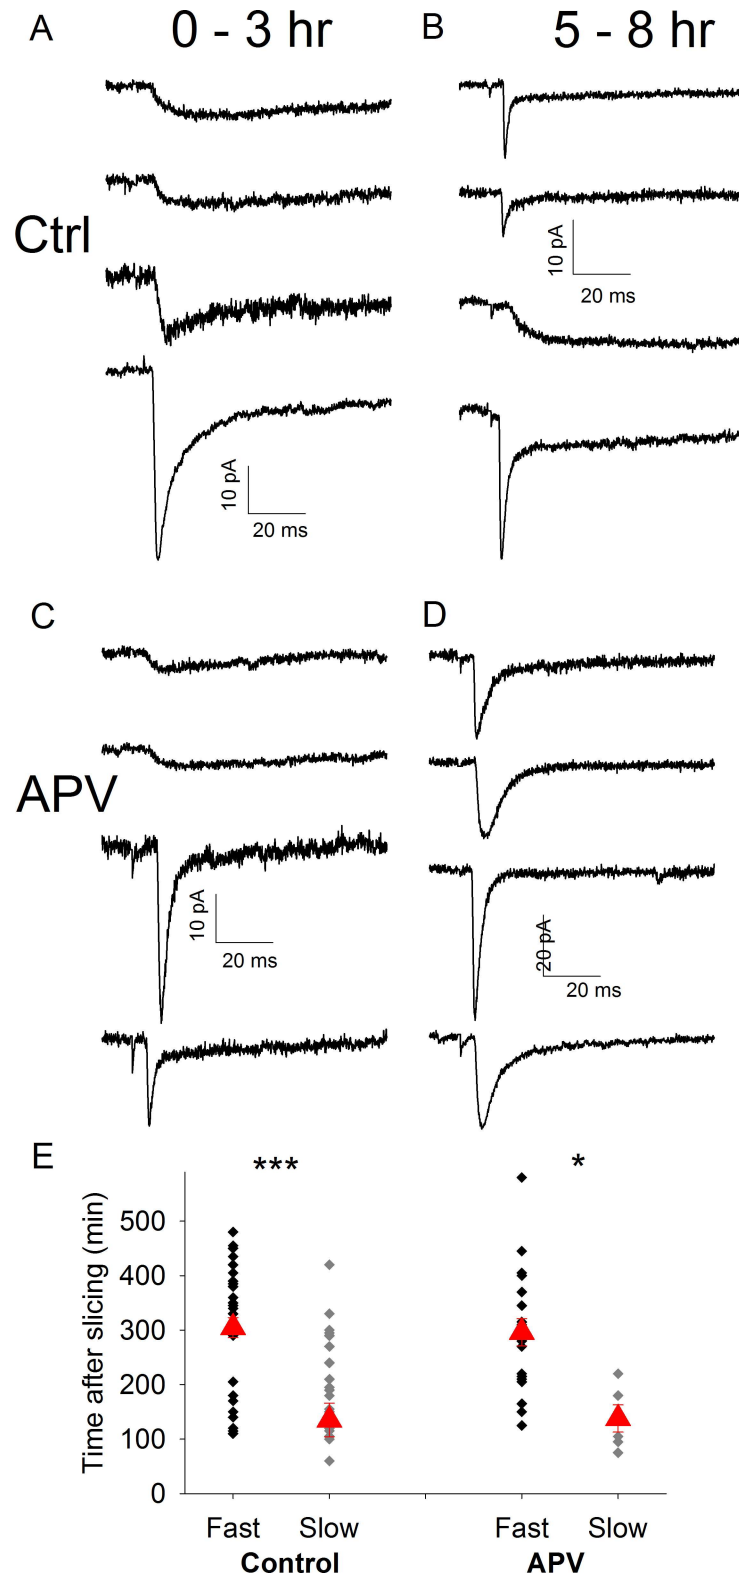 A 0 - 3 hr B 5 - 8 hr
Ctrl
10 pA
20 ms
10 pA
20 ms
C D
APV
10 pA
20 ms
20 pA
20 ms
E *** *
Time after slicing (min)
500
400
300
200
100
0
Fast Slow Fast Slow
Control APV